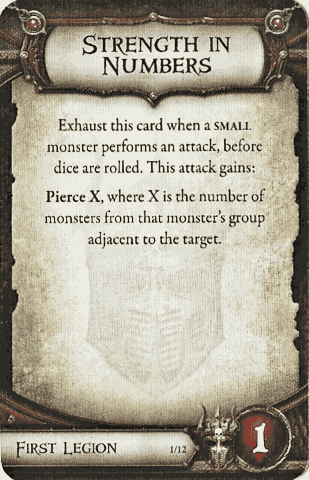 STRENGTH IN
NUMBERS
Exhaust this card when a SMALL
monster performs an attack, before
dice are rolled. This attack gains:
Pierce X, where X is the number of
monsters from that monster's group
adjacent to the target.
FIRST LEGION
1/12
1